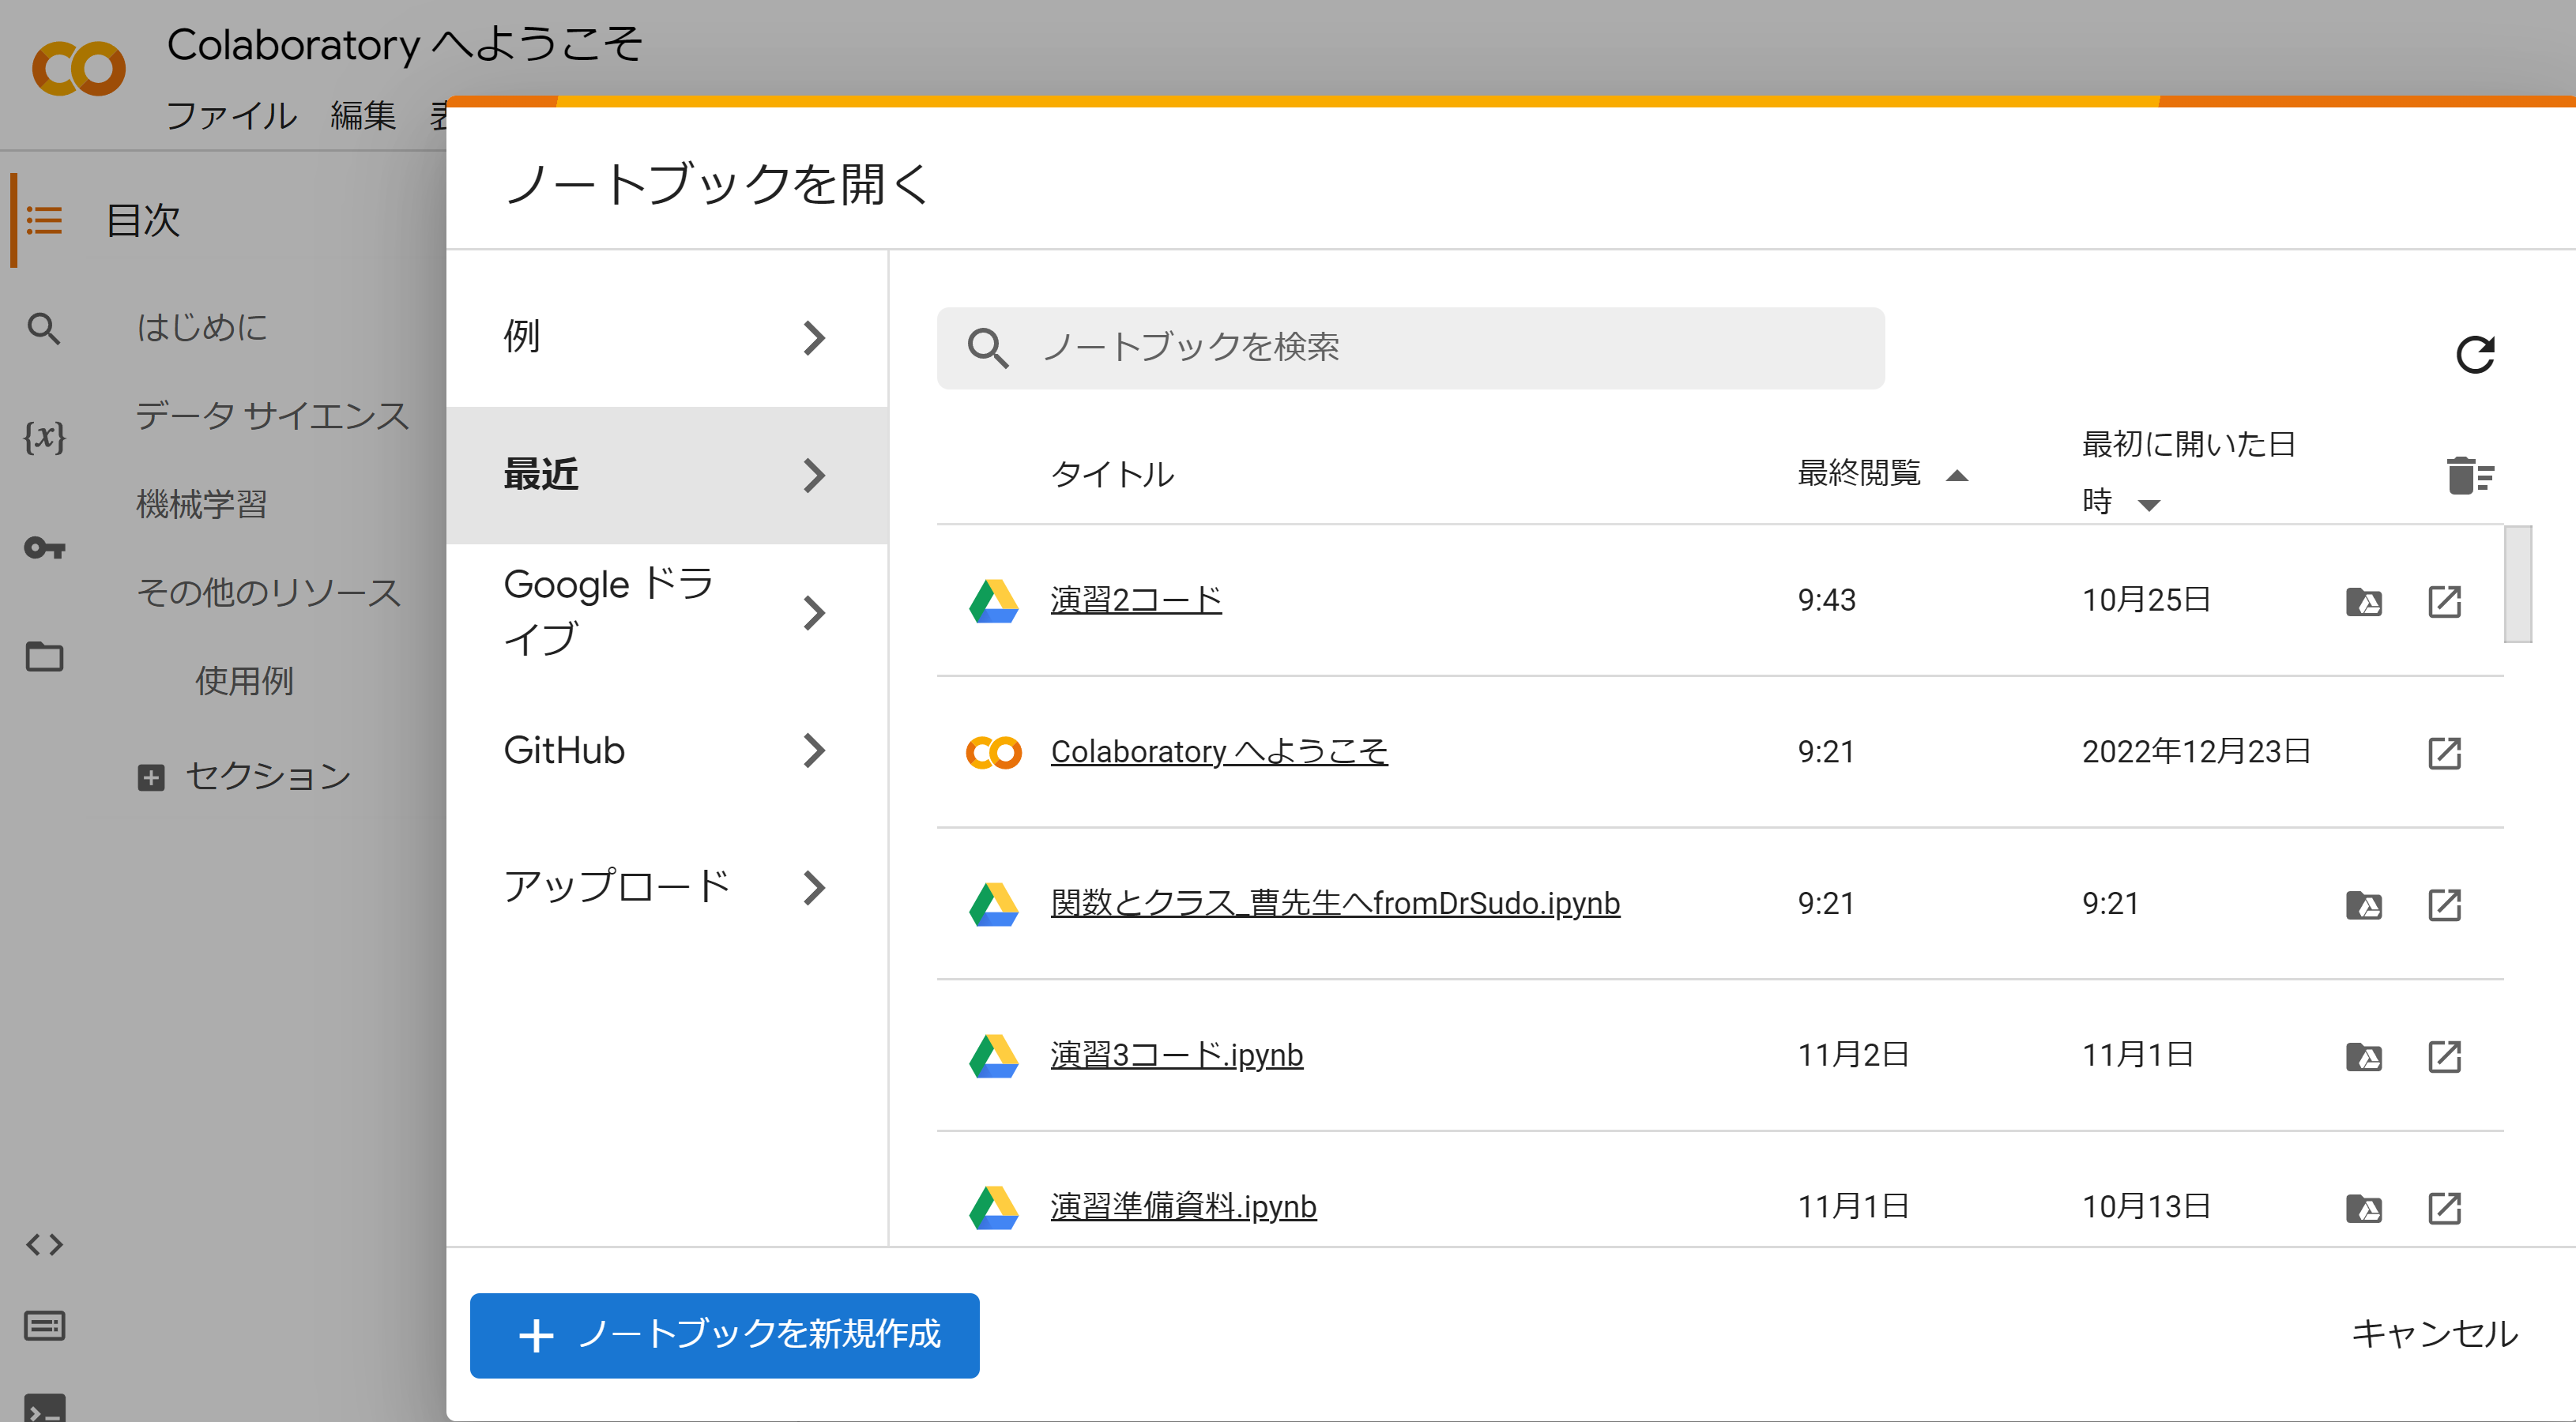 Colaboratory へようこそ
ファイル 編集
ノートブックを開く
目次
はじめに
データ サイエンス
機械学習
その他のリソース
使用例
セクション
例
最近
Google ドラ
イブ
GitHub
アップロード
ノートブックを検索
タイトル 最終閲覧 最初に開いた日
時
演習2コード 9:43 10月25日
Colaboratory へようこそ 9:21 2022年12月23日
関数とクラス_曹先生へfromDrSudo.ipynb 9:21 9:21
演習3コード.ipynb 11月2日 11月1日
演習準備資料.ipynb 11月1日 10月13日
ノートブックを新規作成
キャンセル